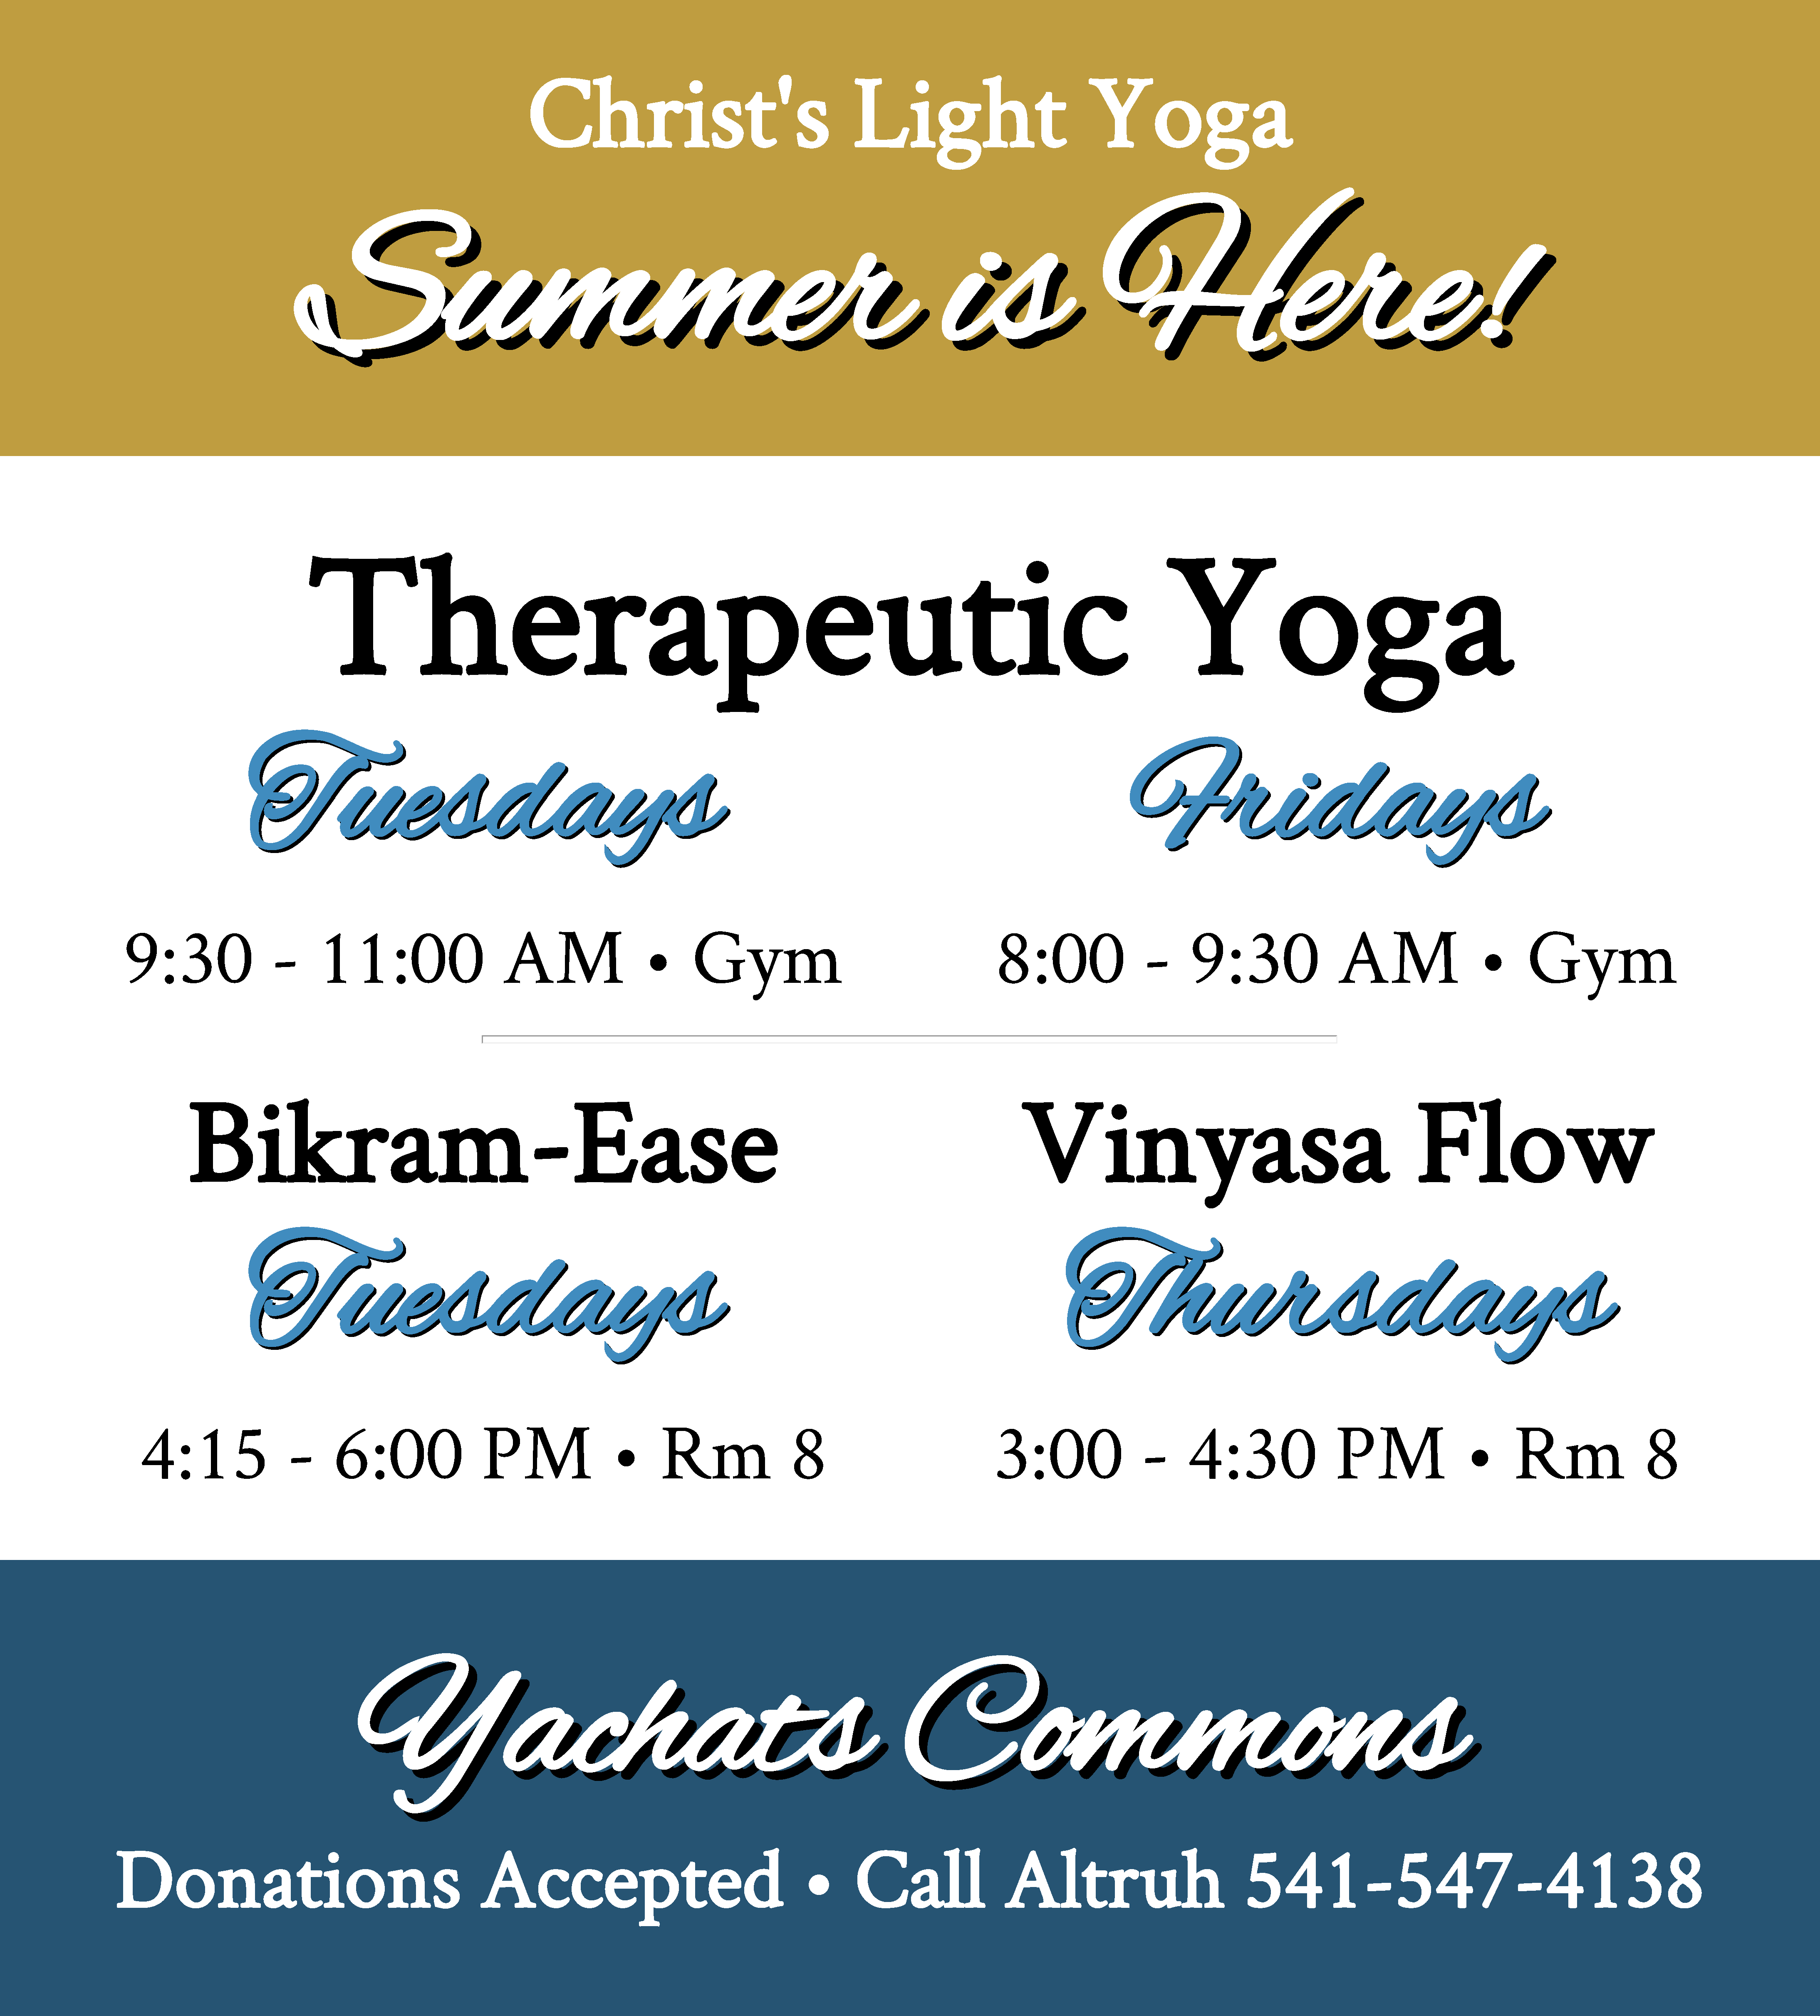 Christ's Light Yoga
Summer is Here!
Therapeutic Yoga
Tuesdays
9:30 - 11:00 AM • Gym
Fridays
8:00 - 9:30 AM • Gym
Bikram-Ease
Tuesdays
4:15 - 6:00 PM • Rm 8
Vinyasa Flow
Thursdays
3:00 - 4:30 PM • Rm 8
Yachats Commons
Donations Accepted • Call Altruh 541-547-4138